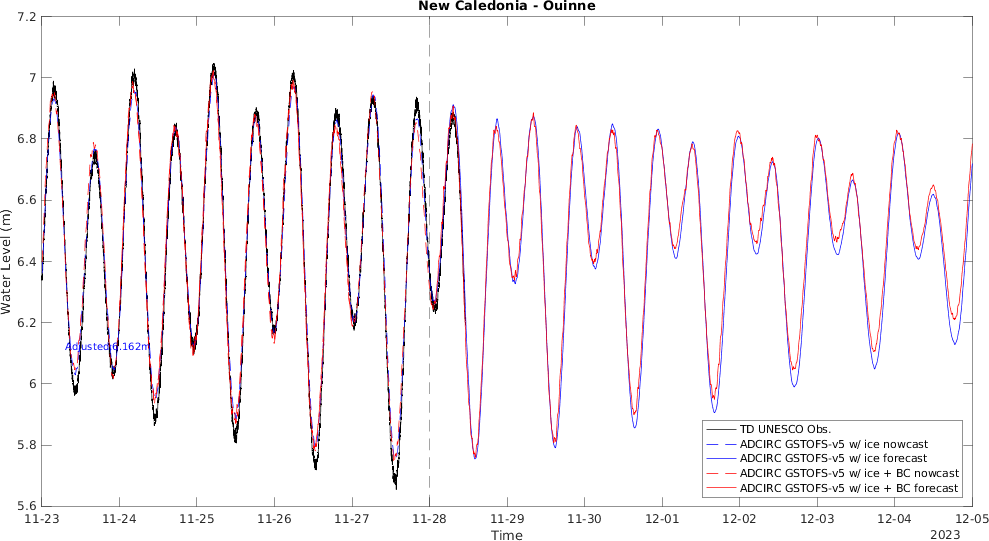 New Caledonia - Ouinne
7.2
7
6.8
6.6
6.4
6.2
6
5.8
5.6
Water Level (m)
Adjusted:6.162m
TD UNESCO Obs.
ADCIRC GSTOFS-v5 w/ ice nowcast
ADCIRC GSTOFS-v5 w/ ice forecast
ADCIRC GSTOFS-v5 w/ ice + BC nowcast
ADCIRC GSTOFS-v5 w/ ice + BC forecast
11-23 11-24 11-25 11-26 11-27 11-28 11-29 11-30 12-01 12-02 12-03 12-04 12-05
Time
2023